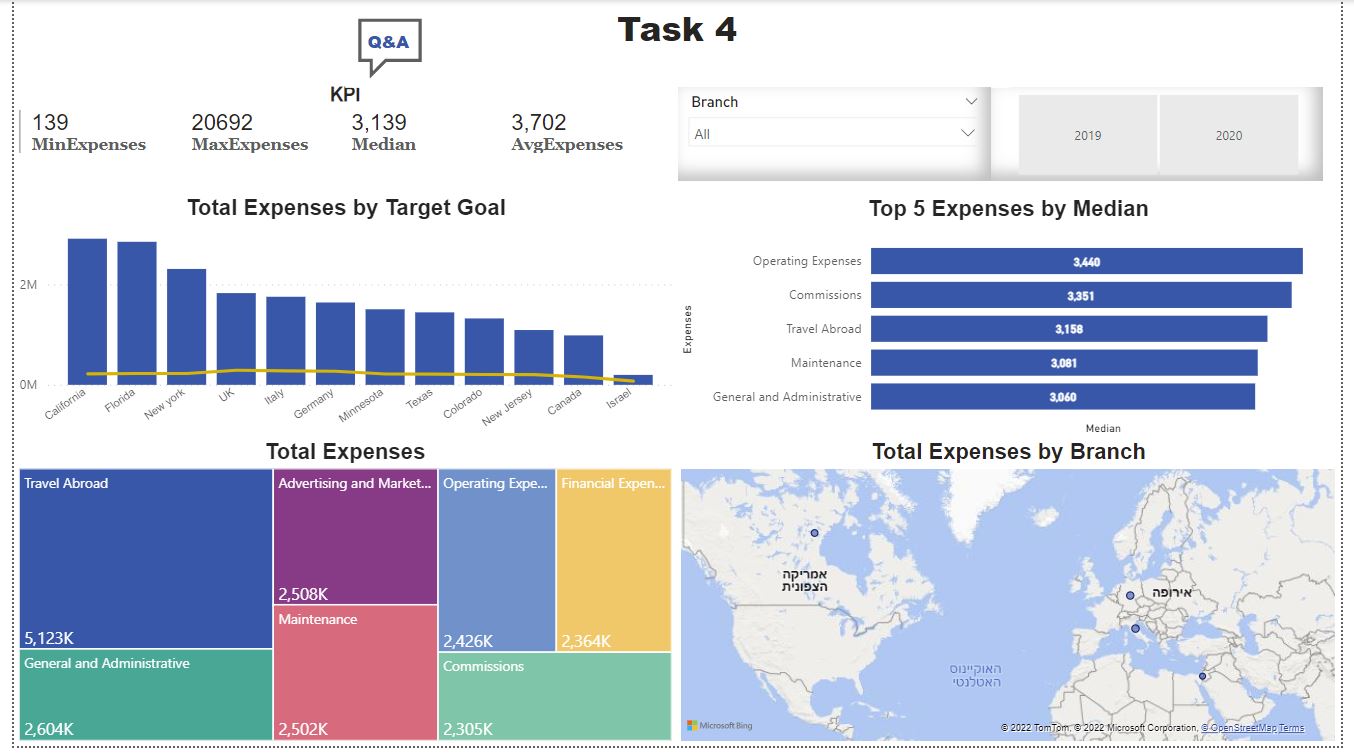 Task 4
Q&A
KPI
139
MinExpenses
20692
MaxExpenses
3,139
Median
3,702
AvgExpenses
Branch
All
2019
2020
Total Expenses by Target Goal
2M
0M
California
Florida
New york
UK
Italy
Germany
Minnesota
Texas
Colorado
New Jersey
Canada
Israel
Top 5 Expenses by Median
Expenses
Operating Expenses
3,440
Commissions
3,351
Travel Abroad
3,158
Maintenance
3,081
General and Administrative
3,060
Median
Total Expenses
Travel Abroad
5,123K
General and Administrative
2,604K
Advertising and Market...
2,508K
Maintenance
2,502K
Operating Expe...
2,426K
Financial Expen...
2,364K
Commissions
2,305K
Total Expenses by Branch
אמריקה
הצפונית
אירופה
האוקיינוס
האטלנטי
Microsoft Bing
© 2022 TomTom, © 2022 Microsoft Corporation, © OpenStreetMap Terms